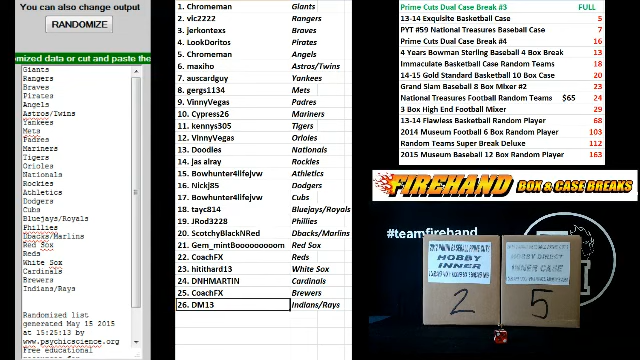 You can also change output
RANDOMIZE
omized data or cut and paste the
Giants
Rangers
Braves
Pirates
Angels
Astros/Twins
Yankees
Mets
Padres
Mariners
Tigers
Orioles
Nationals
Rockies
Athletics
Dodgers
Cubs
Bluejays/Royals
Phillies
Dbacks/Marlins
Red Sox
Reds
White Sox
Cardinals
Brewers
Indians/Rays
Randomized list
generated May 15 2015
at 15:25:13 by
www.psychicscience.org
Free educational
1. Chromeman Giants
2. vlc2222 Rangers
3. jerkontexs Braves
4. LookDoritos Pirates
5. Chromeman Angels
6. maxiho Astros/Twins
7. auscardguy Yankees
8. gergs1134 Mets
9. VinnyVegas Padres
10. Cypress26 Mariners
11. kennys305 Tigers
12. VinnyVegas Orioles
13. Doodles Nationals
14. jas alray Rockies
15. Bowhunter4lifejvw Athletics
16. Nickj85 Dodgers
17. Bowhunter4lifejvw Cubs
18. tayc814 Bluejays/Royals
19. JRod3228 Phillies
20. ScotchyBlackNRed Dbacks/Marlins
21. Gem_mintBooooooooom Red Sox
22. CoachFX Reds
23. hitithard13 White Sox
24. DNHMARTIN Cardinals
25. CoachFX Brewers
26. DM13 Indians/Rays
Prime Cuts Dual Case Break #3 FULL
13-14 Exquisite Basketball Case 5
PYT #59 National Treasures Baseball Case 7
Prime Cuts Dual Case Break #4 16
4 Years Bowman Sterling Baseball 4 Box Break 13
Immaculate Basketball Case Random Teams 18
14-15 Gold Standard Basketball 10 Box Case 20
Grand Slam Baseball 8 Box Mixer #2 23
National Treasures Football Random Teams $65 24
3 Box High End Football Mixer 29
13-14 Flawless Basketball Random Player 68
2014 Museum Football 6 Box Random Player 103
Random Teams Super Break Deluxe 112
2015 Museum Baseball 12 Box Random Player 163
FIREHAND BOX & CASE BREAKS
#teamfirehand
HOBBY
INNER
2
HOBBY DIRECT
INNER CASE
5